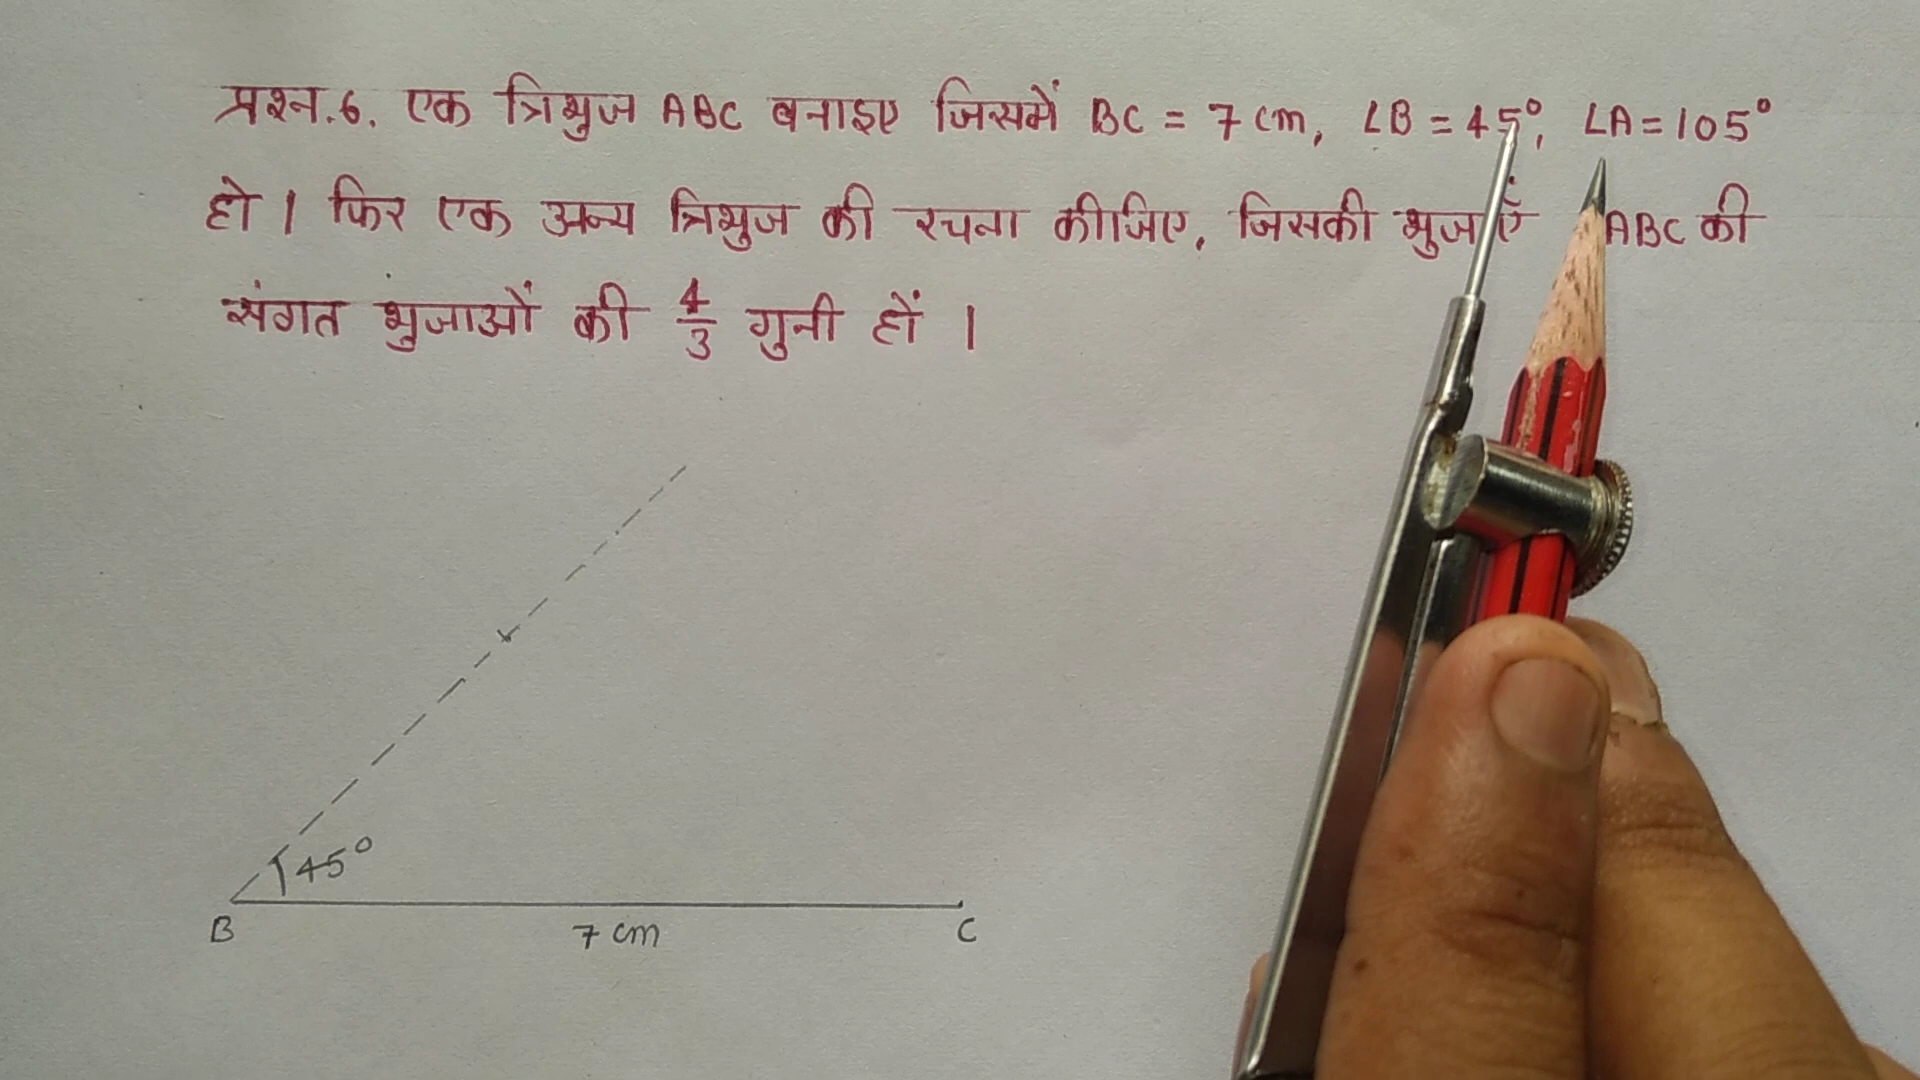 प्रश्न.6. एक त्रिभुज ABC बनाइए जिसमें BC = 7 cm, ∠B = 45°, ∠A = 105°
हो । फिर एक अन्य त्रिभुज की रचना कीजिए, जिसकी भुजाएँ ABC की
संगत भुजाओं की 4/3 गुनी हों ।
45°
B 7 cm C